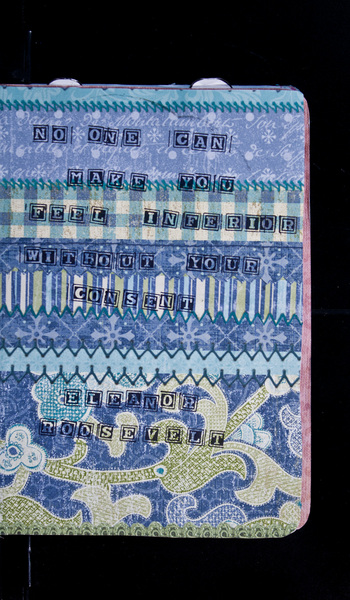 NO ONE CAN
MAKE YOU
FEEL INFERIOR
WITHOUT YOUR
CONSENT
ELEANOR
ROOSEVELT